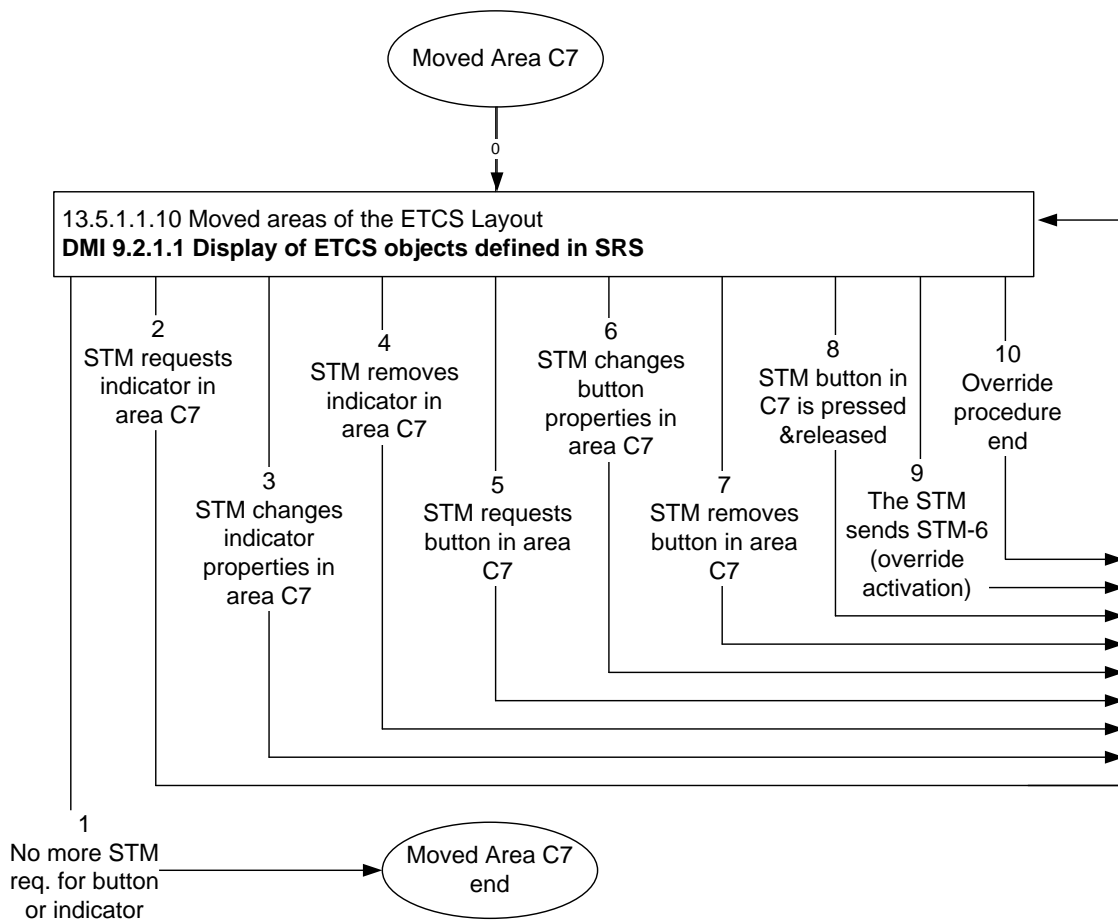 Moved Area C7
0
13.5.1.1.10 Moved areas of the ETCS Layout
DMI 9.2.1.1 Display of ETCS objects defined in SRS
2
STM requests
indicator in
area C7
3
STM changes
indicator
properties in
area C7
4
STM removes
indicator in
area C7
5
STM requests
button in area
C7
6
STM changes
button
properties in
area C7
7
STM removes
button in area
C7
8
STM button in
C7 is pressed
&released
9
The STM
sends STM-6
(override
activation)
10
Override
procedure
end
1
No more STM
req. for button
or indicator
Moved Area C7
end